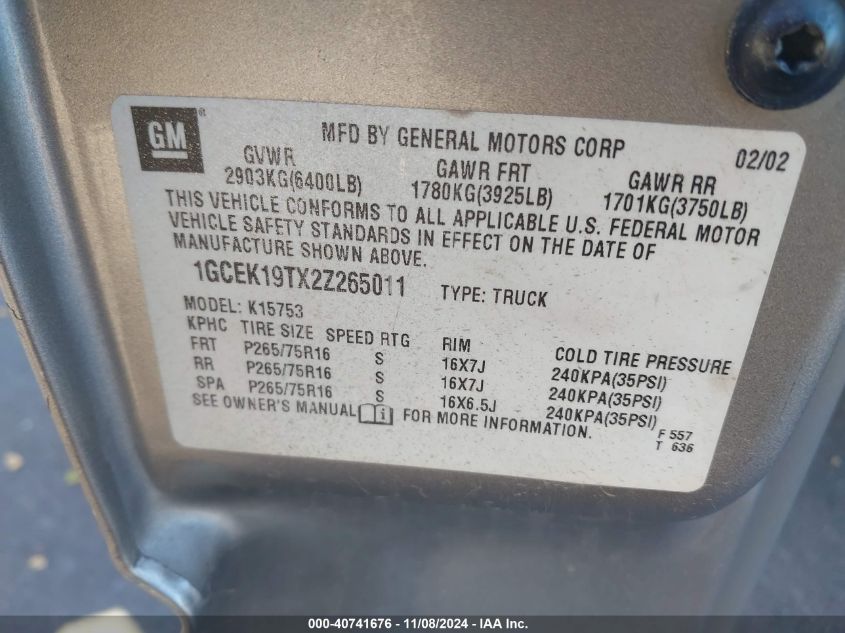 GM ® MFD BY GENERAL MOTORS CORP 02/02
GVWR GAWR FRT GAWR RR
2903KG(6400LB) 1780KG(3925LB) 1701KG(3750LB)
THIS VEHICLE CONFORMS TO ALL APPLICABLE U.S. FEDERAL MOTOR
VEHICLE SAFETY STANDARDS IN EFFECT ON THE DATE OF
MANUFACTURE SHOWN ABOVE.
1GCEK19TX2Z265011 TYPE: TRUCK
MODEL: K15753
KPHC TIRE SIZE SPEED RTG RIM COLD TIRE PRESSURE
FRT P265/75R16 S 16X7J 240KPA(35PSI)
RR P265/75R16 S 16X7J 240KPA(35PSI)
SPA P265/75R16 S 16X6.5J 240KPA(35PSI)
SEE OWNER'S MANUAL i FOR MORE INFORMATION.
F 557
T 636
000-40741676 - 11/08/2024 - IAA Inc.